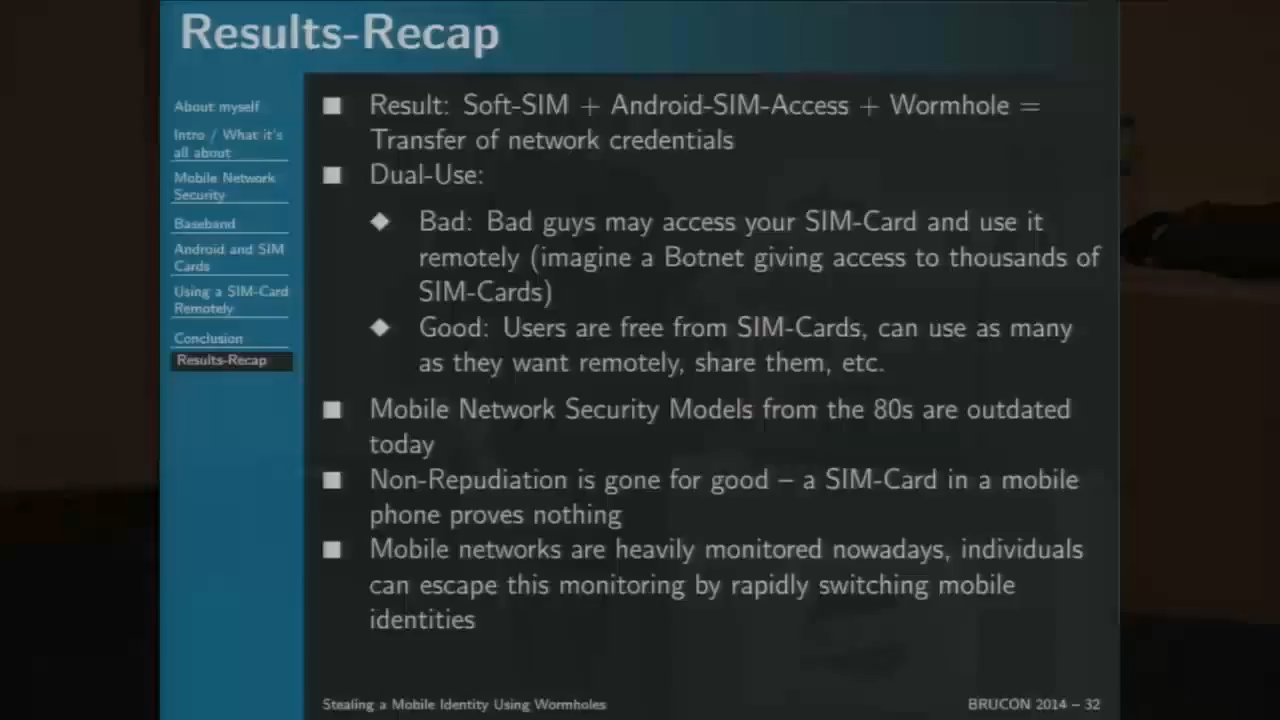 Results-Recap
About myself
Intro / What it's
all about
Mobile Network
Security
Baseband
Android and SIM
Cards
Using a SIM-Card
Remotely
Conclusion
Results-Recap
■ Result: Soft-SIM + Android-SIM-Access + Wormhole =
Transfer of network credentials
■ Dual-Use:
◆ Bad: Bad guys may access your SIM-Card and use it
remotely (imagine a Botnet giving access to thousands of
SIM-Cards)
◆ Good: Users are free from SIM-Cards, can use as many
as they want remotely, share them, etc.
■ Mobile Network Security Models from the 80s are outdated
today
■ Non-Repudiation is gone for good – a SIM-Card in a mobile
phone proves nothing
■ Mobile networks are heavily monitored nowadays, individuals
can escape this monitoring by rapidly switching mobile
identities
Stealing a Mobile Identity Using Wormholes
BRUCON 2014 – 32